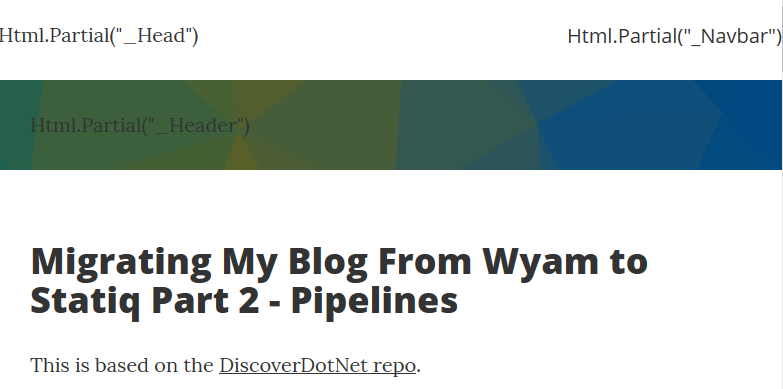 Html.Partial("_Head")
Html.Partial("_Navbar")
Html.Partial("_Header")
Migrating My Blog From Wyam to
Statiq Part 2 - Pipelines
This is based on the DiscoverDotNet repo.